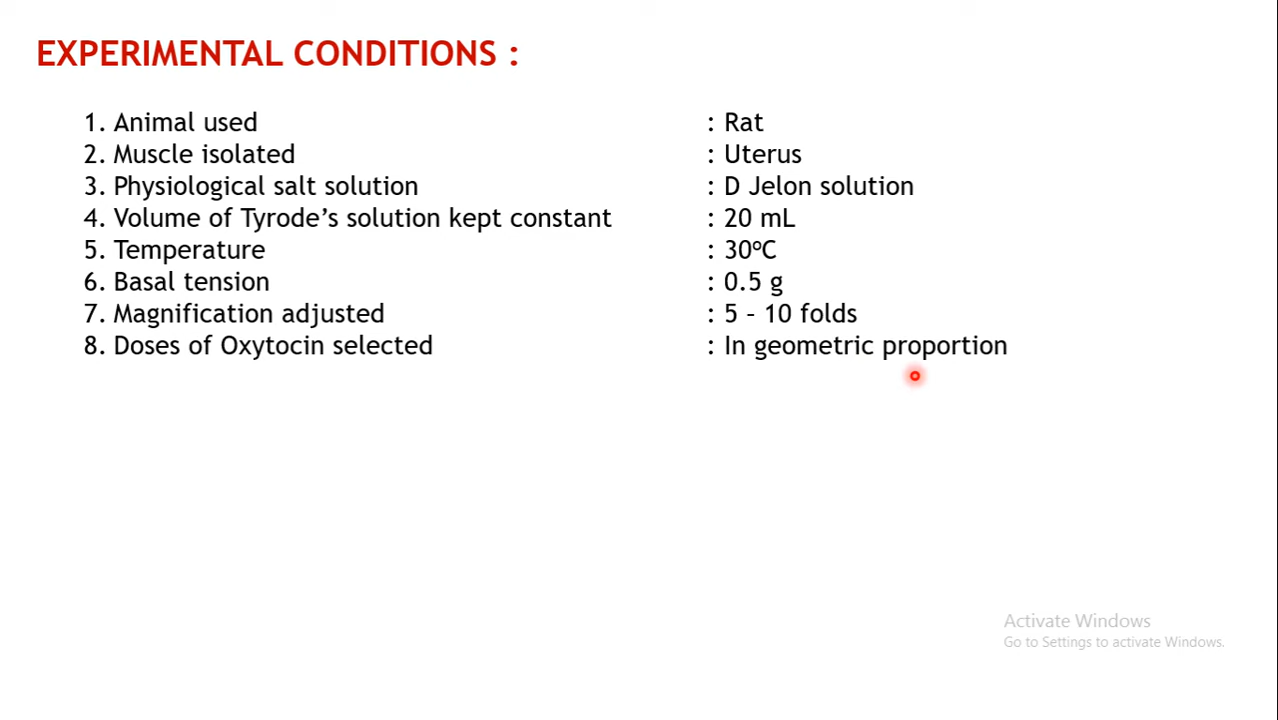 EXPERIMENTAL CONDITIONS :
1. Animal used : Rat
2. Muscle isolated : Uterus
3. Physiological salt solution : D Jelon solution
4. Volume of Tyrode’s solution kept constant : 20 mL
5. Temperature : 30ºC
6. Basal tension : 0.5 g
7. Magnification adjusted : 5 – 10 folds
8. Doses of Oxytocin selected : In geometric proportion
Activate Windows
Go to Settings to activate Windows.